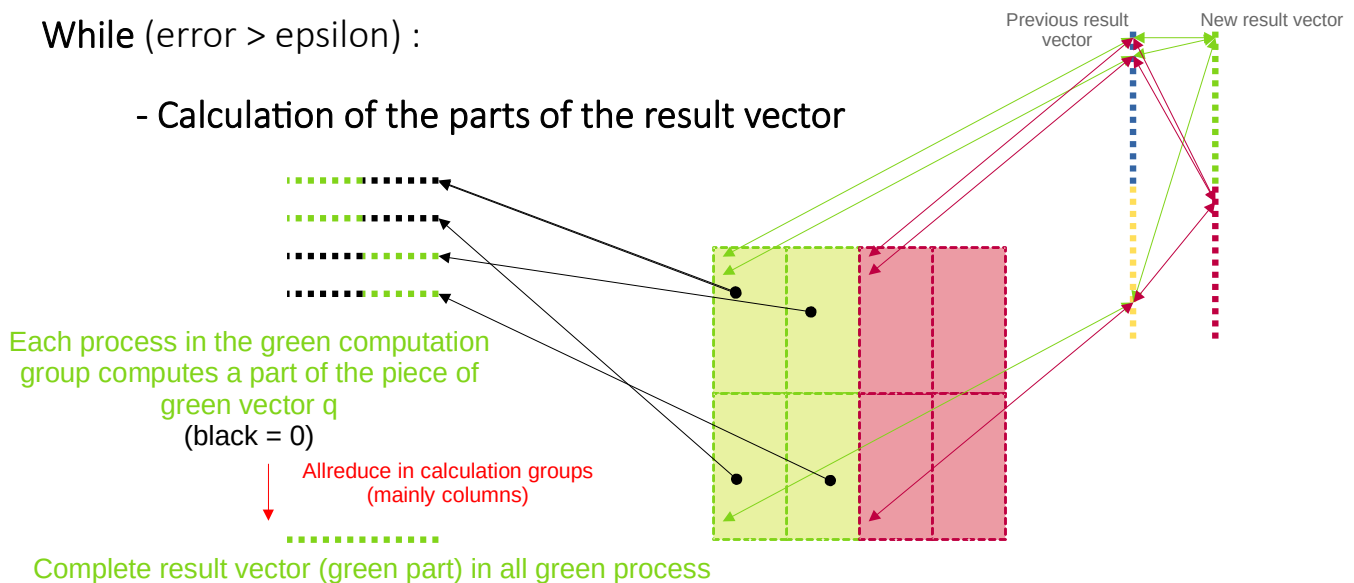 While (error > epsilon) :
Previous result
vector
New result vector
- Calculation of the parts of the result vector
Each process in the green computation
group computes a part of the piece of
green vector q
(black = 0)
Allreduce in calculation groups
(mainly columns)
Complete result vector (green part) in all green process